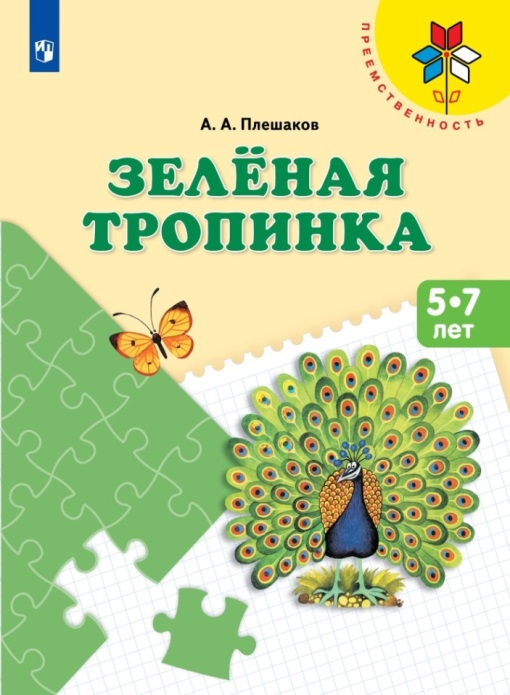 ПРЕЕМСТВЕННОСТЬ
А. А. Плешаков
ЗЕЛЁНАЯ
ТРОПИНКА
5•7
лет